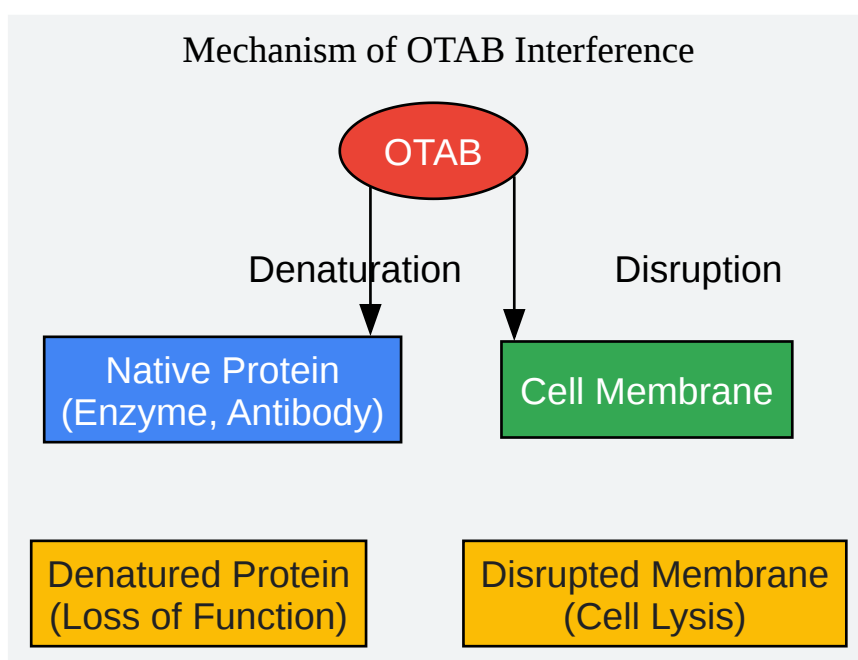 Mechanism of OTAB Interference
OTAB
Denaturation
Disruption
Native Protein
(Enzyme, Antibody)
Cell Membrane
Denatured Protein
(Loss of Function)
Disrupted Membrane
(Cell Lysis)